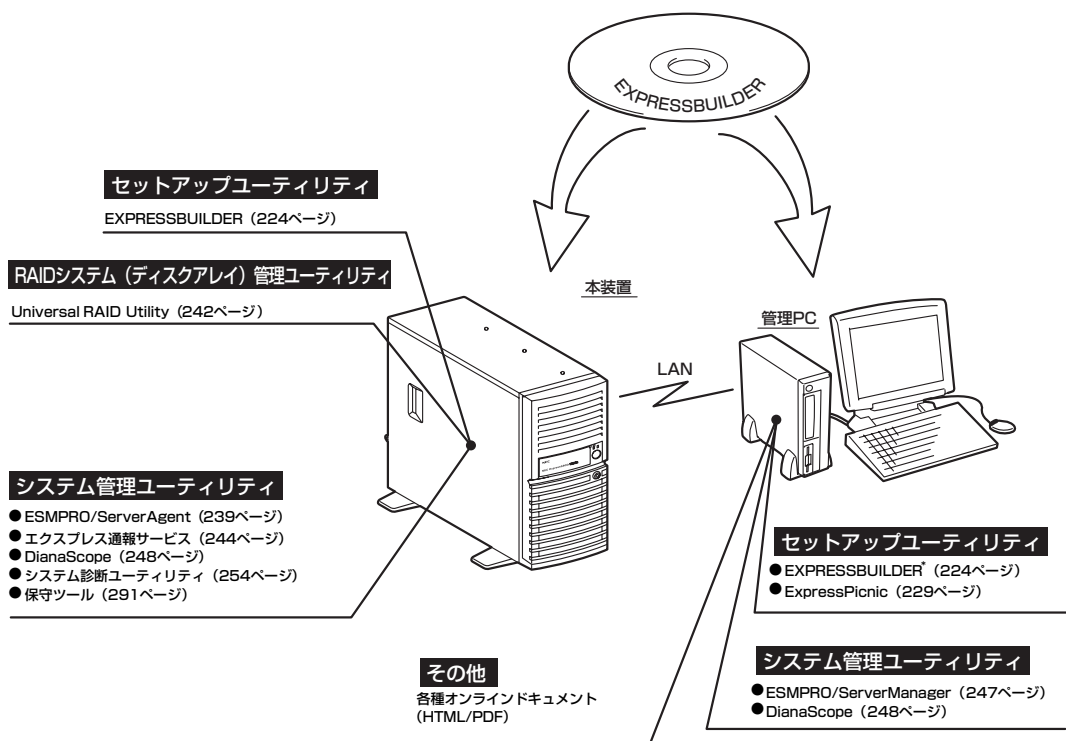 EXPRESSBUILDER
セットアップユーティリティ
EXPRESSBUILDER（224ページ）
RAIDシステム（ディスクアレイ）管理ユーティリティ
Universal RAID Utility（242ページ）
本装置
管理PC
LAN
システム管理ユーティリティ
●ESMPRO/ServerAgent（239ページ）
●エクスプレス通報サービス（244ページ）
●DianaScope（248ページ）
●システム診断ユーティリティ（254ページ）
●保守ツール（291ページ）
セットアップユーティリティ
●EXPRESSBUILDER*（224ページ）
●ExpressPicnic（229ページ）
その他
各種オンラインドキュメント
（HTML/PDF）
システム管理ユーティリティ
●ESMPRO/ServerManager（247ページ）
●DianaScope（248ページ）